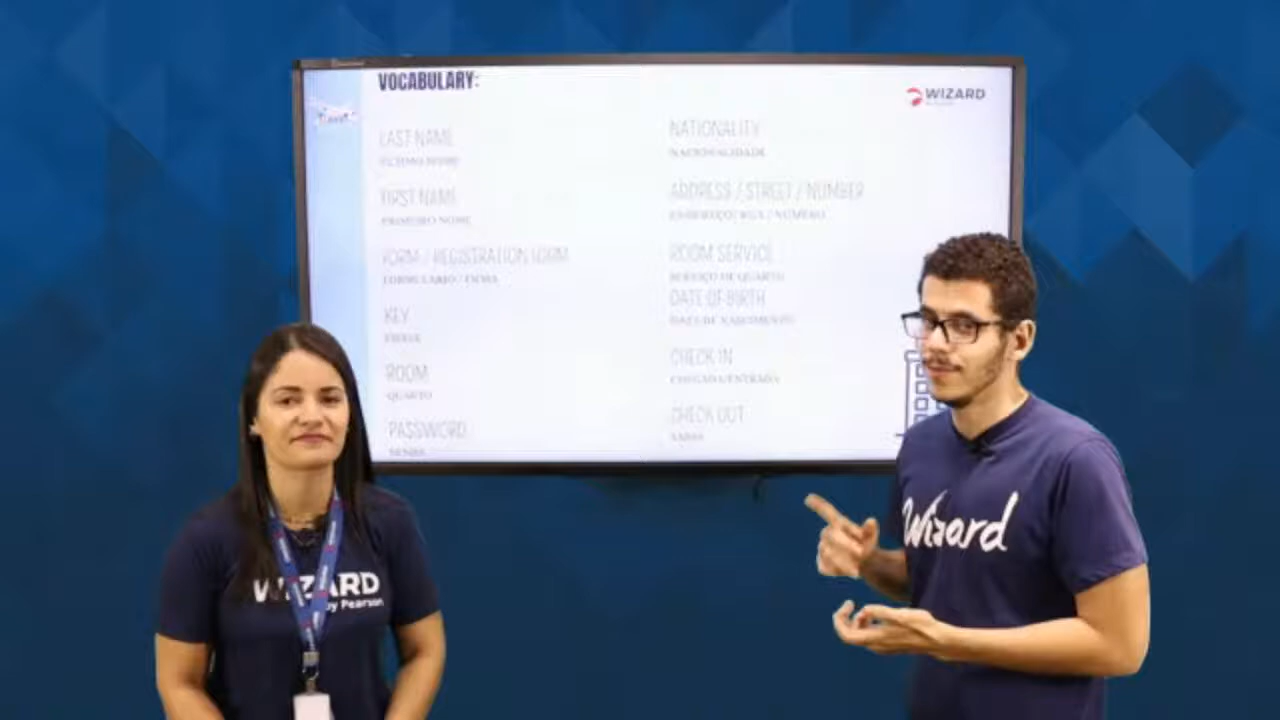 VOCABULARY:
WIZARD
LAST NAME
ÚLTIMO NOME
FIRST NAME
PRIMEIRO NOME
FORM / REGISTRATION FORM
FORMULÁRIO / FICHA
KEY
CHAVE
ROOM
QUARTO
PASSWORD
SENHA
NATIONALITY
NACIONALIDADE
ADDRESS / STREET / NUMBER
ENDEREÇO / RUA / NÚMERO
ROOM SERVICE
SERVIÇO DE QUARTO
DATE OF BIRTH
DATA DE NASCIMENTO
CHECK IN
CHEGADA/ENTRADA
CHECK OUT
WIZARD
by Pearson
Wizard